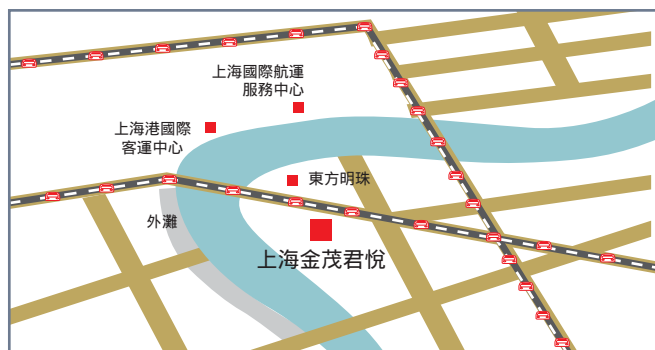 上海國際航運
服務中心
上海港國際
客運中心
東方明珠
外灘
上海金茂君悅